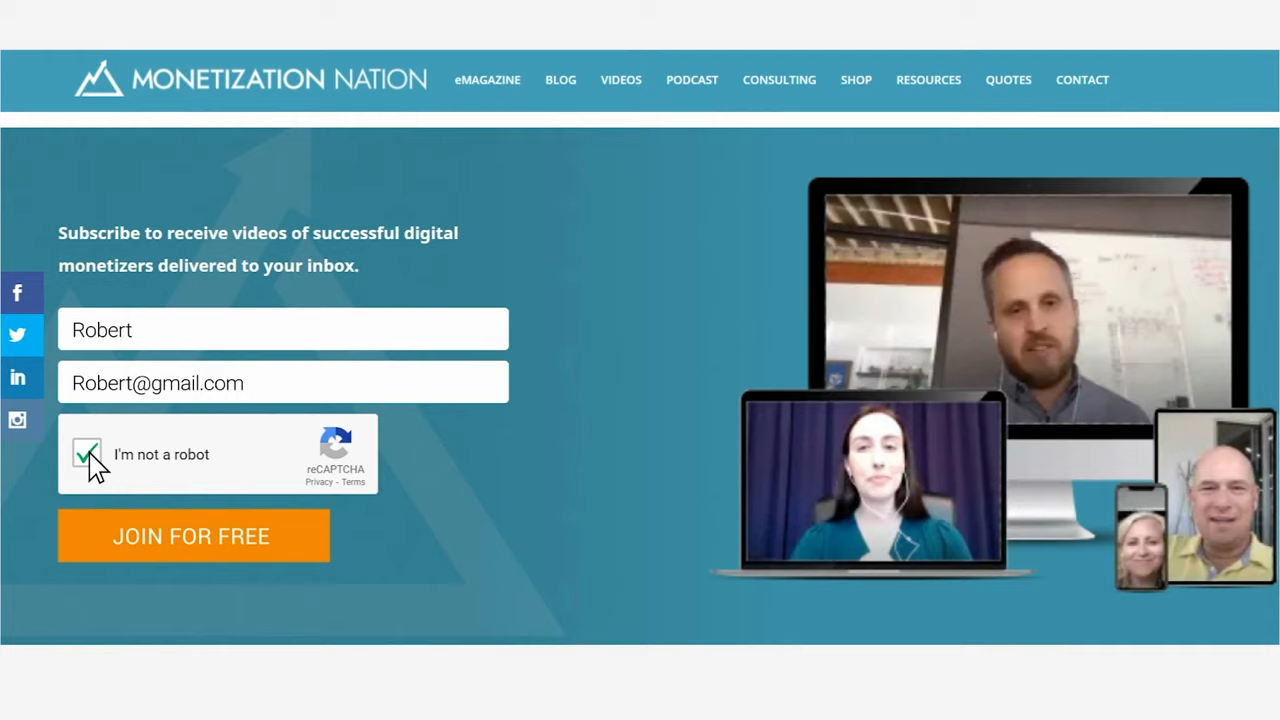 MONETIZATION NATION
eMAGAZINE
BLOG
VIDEOS
PODCAST
CONSULTING
SHOP
RESOURCES
QUOTES
CONTACT
Subscribe to receive videos of successful digital
monetizers delivered to your inbox.
Robert
Robert@gmail.com
I'm not a robot
reCAPTCHA
Privacy - Terms
JOIN FOR FREE